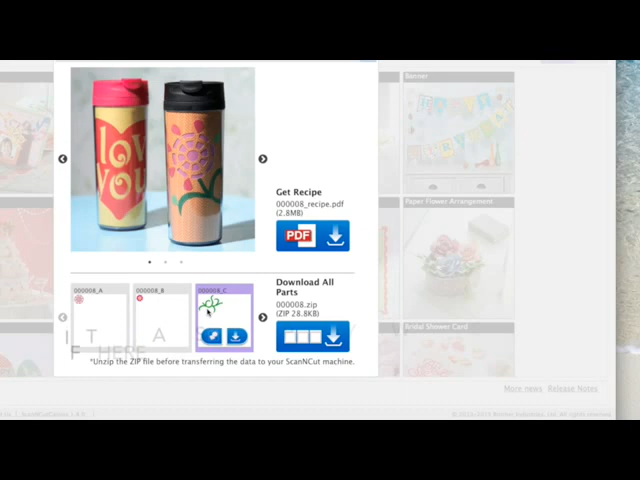 Banner
love
you
Get Recipe
000008_recipe.pdf
(2.8MB)
PDF
Paper Flower Arrangement
Download All
Parts
000008.zip
(ZIP 28.8KB)
000008_A
000008_B
000008_C
*Unzip the ZIP file before transferring the data to your ScanNCut machine.
Bridal Shower Card
More news
Release Notes